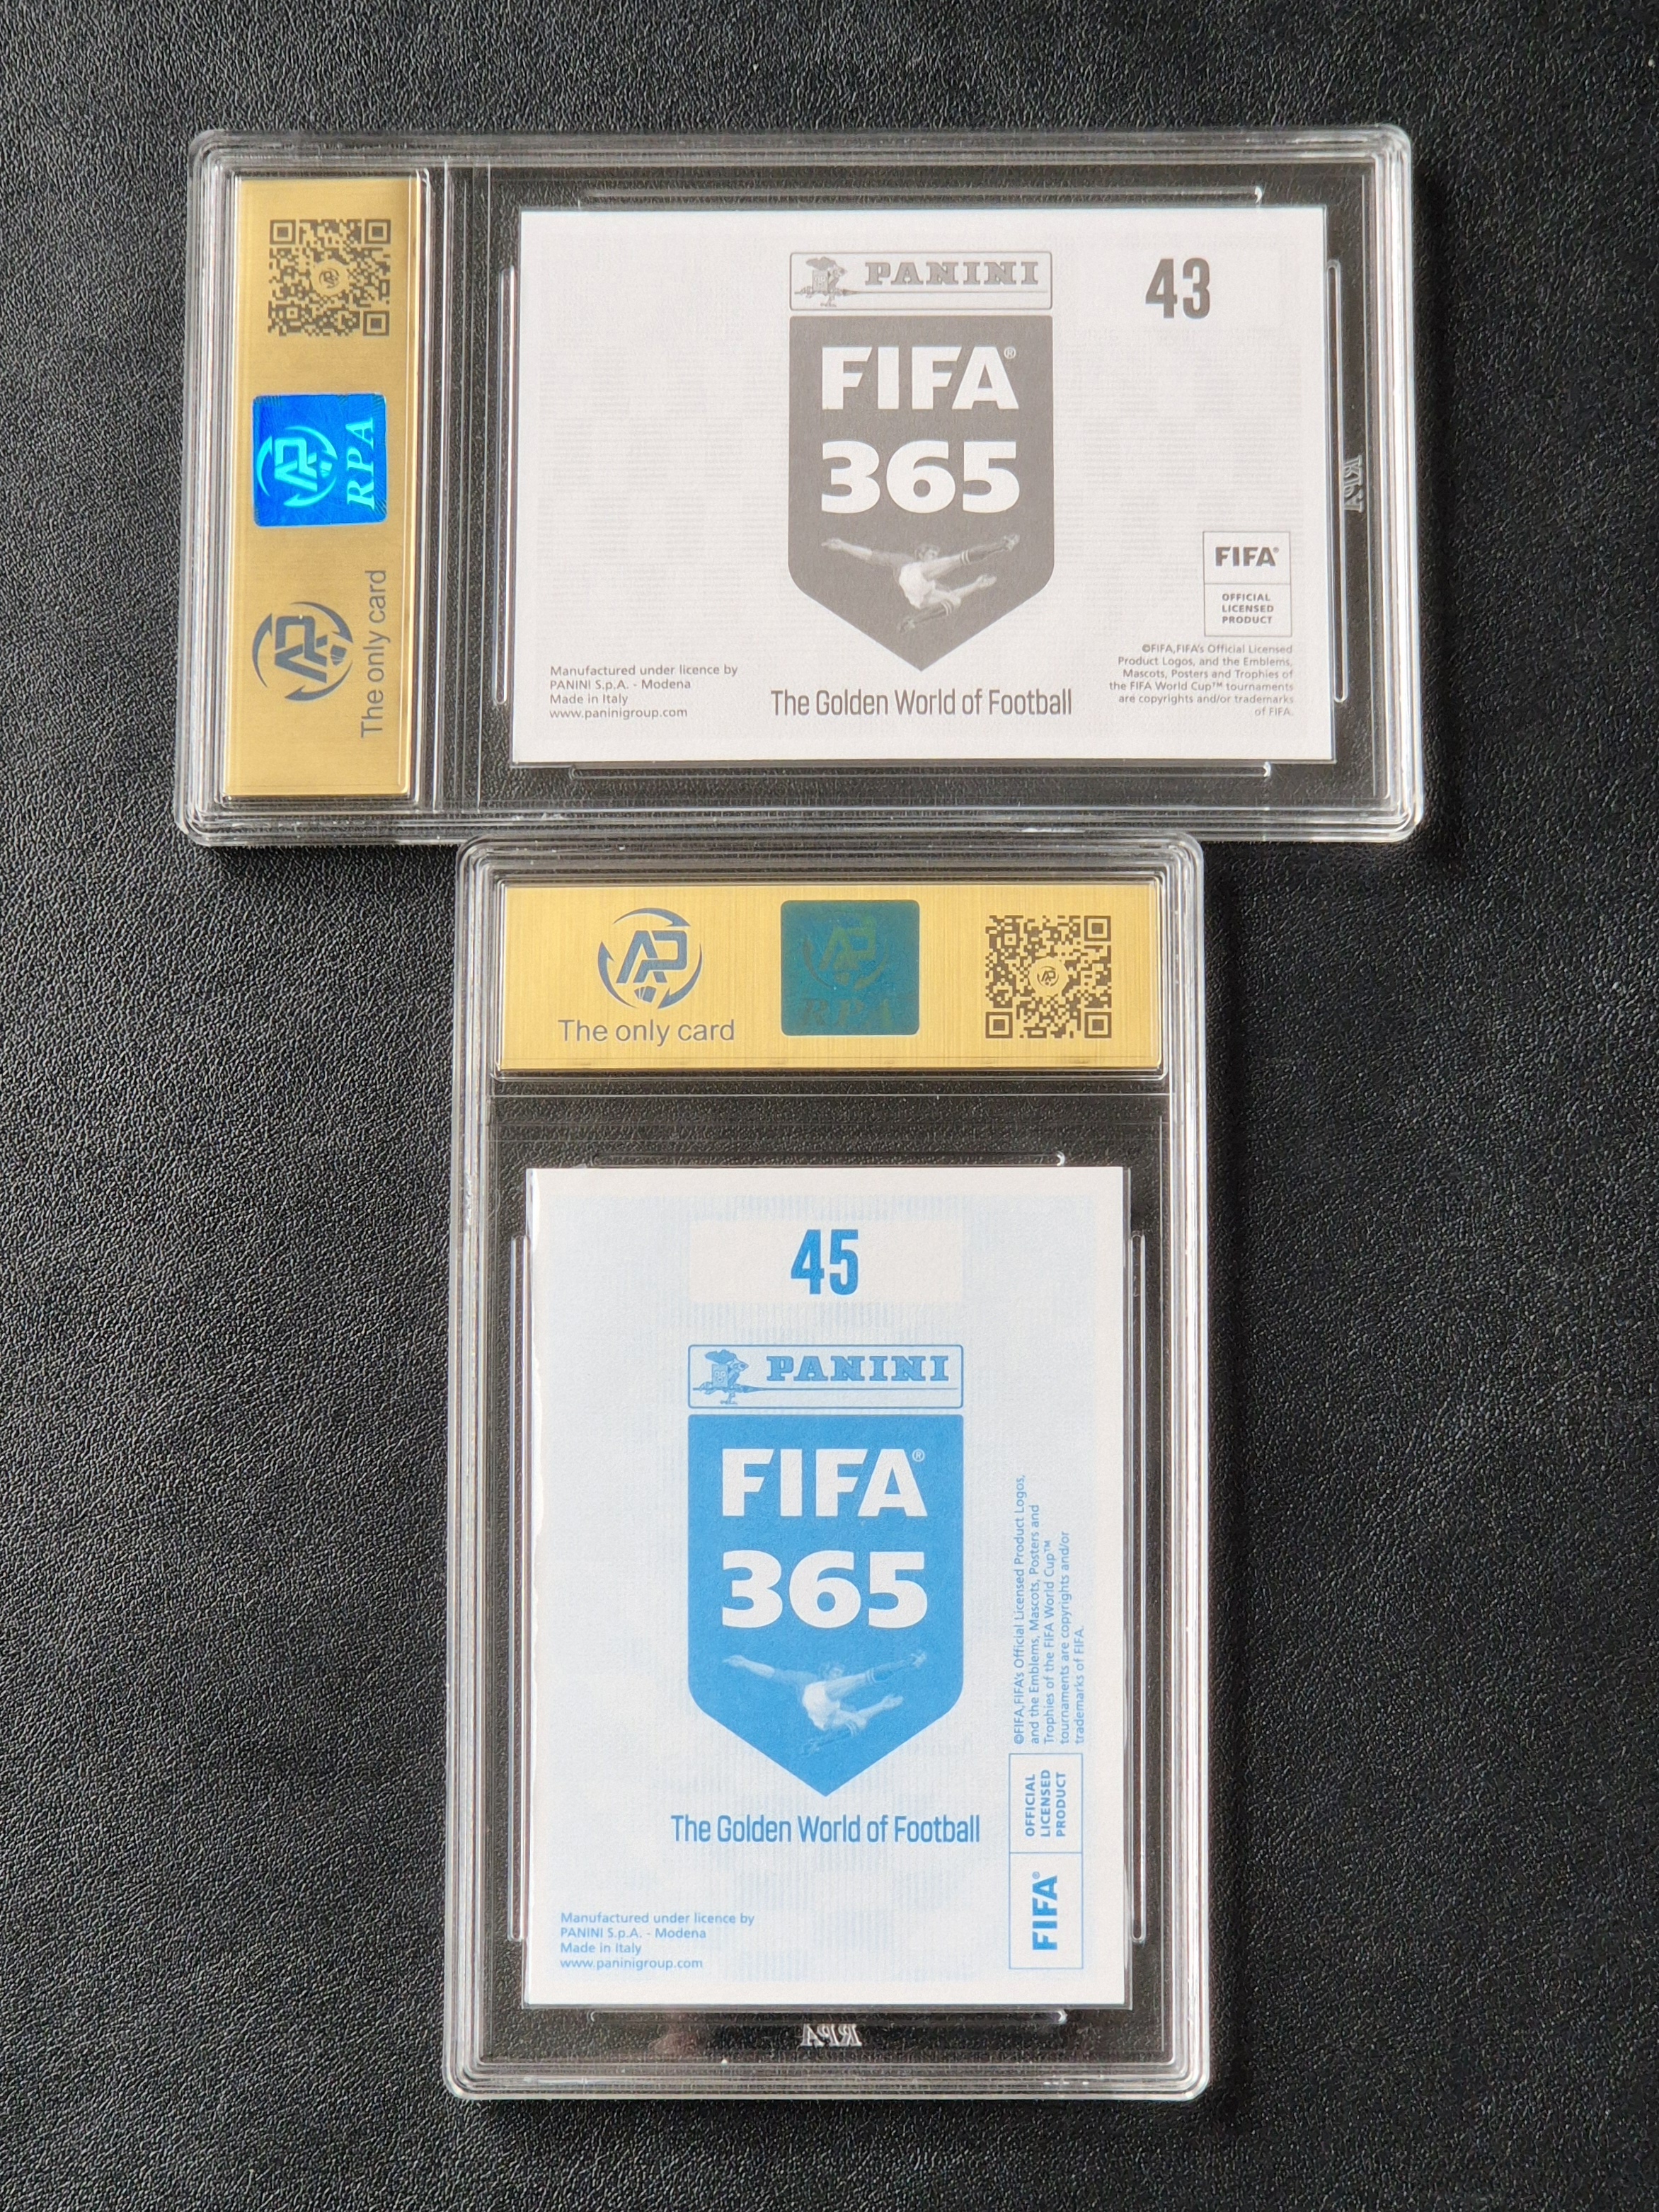 RPA
The only card
PANINI
43
FIFA®
365
FIFA®
OFFICIAL
LICENSED
PRODUCT
Manufactured under licence by
PANINI S.p.A. - Modena
Made in Italy
www.paninigroup.com
The Golden World of Football
©FIFA,FIFA's Official Licensed
Product Logos, and the Emblems,
Mascots, Posters and Trophies of
the FIFA World Cup™ tournaments
are copyrights and/or trademarks
of FIFA.
The only card
RPA
45
PANINI
FIFA®
365
The Golden World of Football
©FIFA,FIFA's Official Licensed Product Logos,
and the Emblems, Mascots, Posters and
Trophies of the FIFA World Cup™
tournaments are copyrights and/or
trademarks of FIFA.
OFFICIAL
LICENSED
PRODUCT
FIFA®
Manufactured under licence by
PANINI S.p.A. - Modena
Made in Italy
www.paninigroup.com
RPA